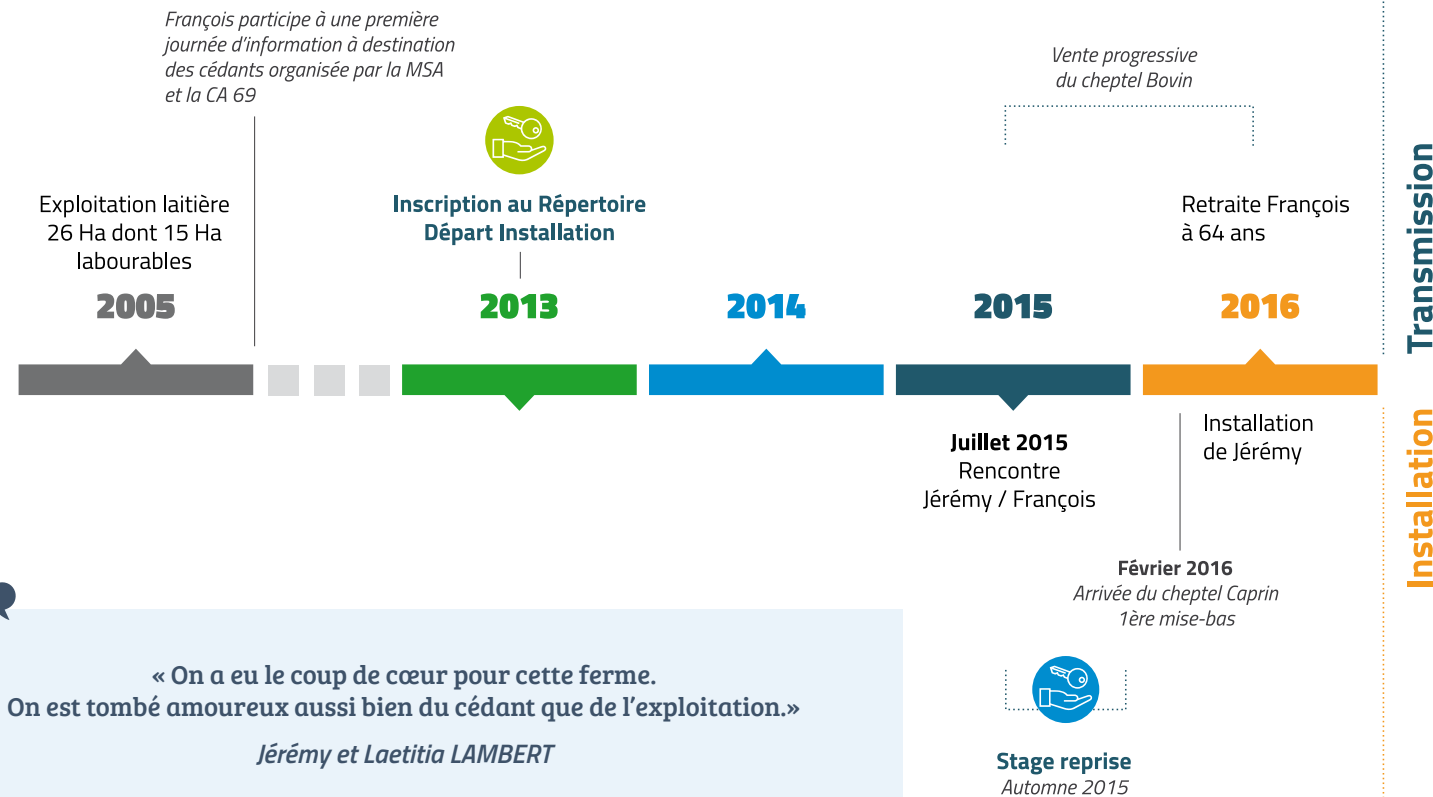 François participe à une première
journée d'information à destination
des cédants organisée par la MSA
et la CA 69
Vente progressive
du cheptel Bovin
Exploitation laitière
26 Ha dont 15 Ha
labourables
Inscription au Répertoire
Départ Installation
Retraite François
à 64 ans
2005
2013
2014
2015
2016
Transmission
Installation
Juillet 2015
Rencontre
Jérémy / François
Installation
de Jérémy
Février 2016
Arrivée du cheptel Caprin
1ère mise-bas
Stage reprise
Automne 2015
« On a eu le coup de cœur pour cette ferme.
On est tombé amoureux aussi bien du cédant que de l'exploitation.»
Jérémy et Laetitia LAMBERT